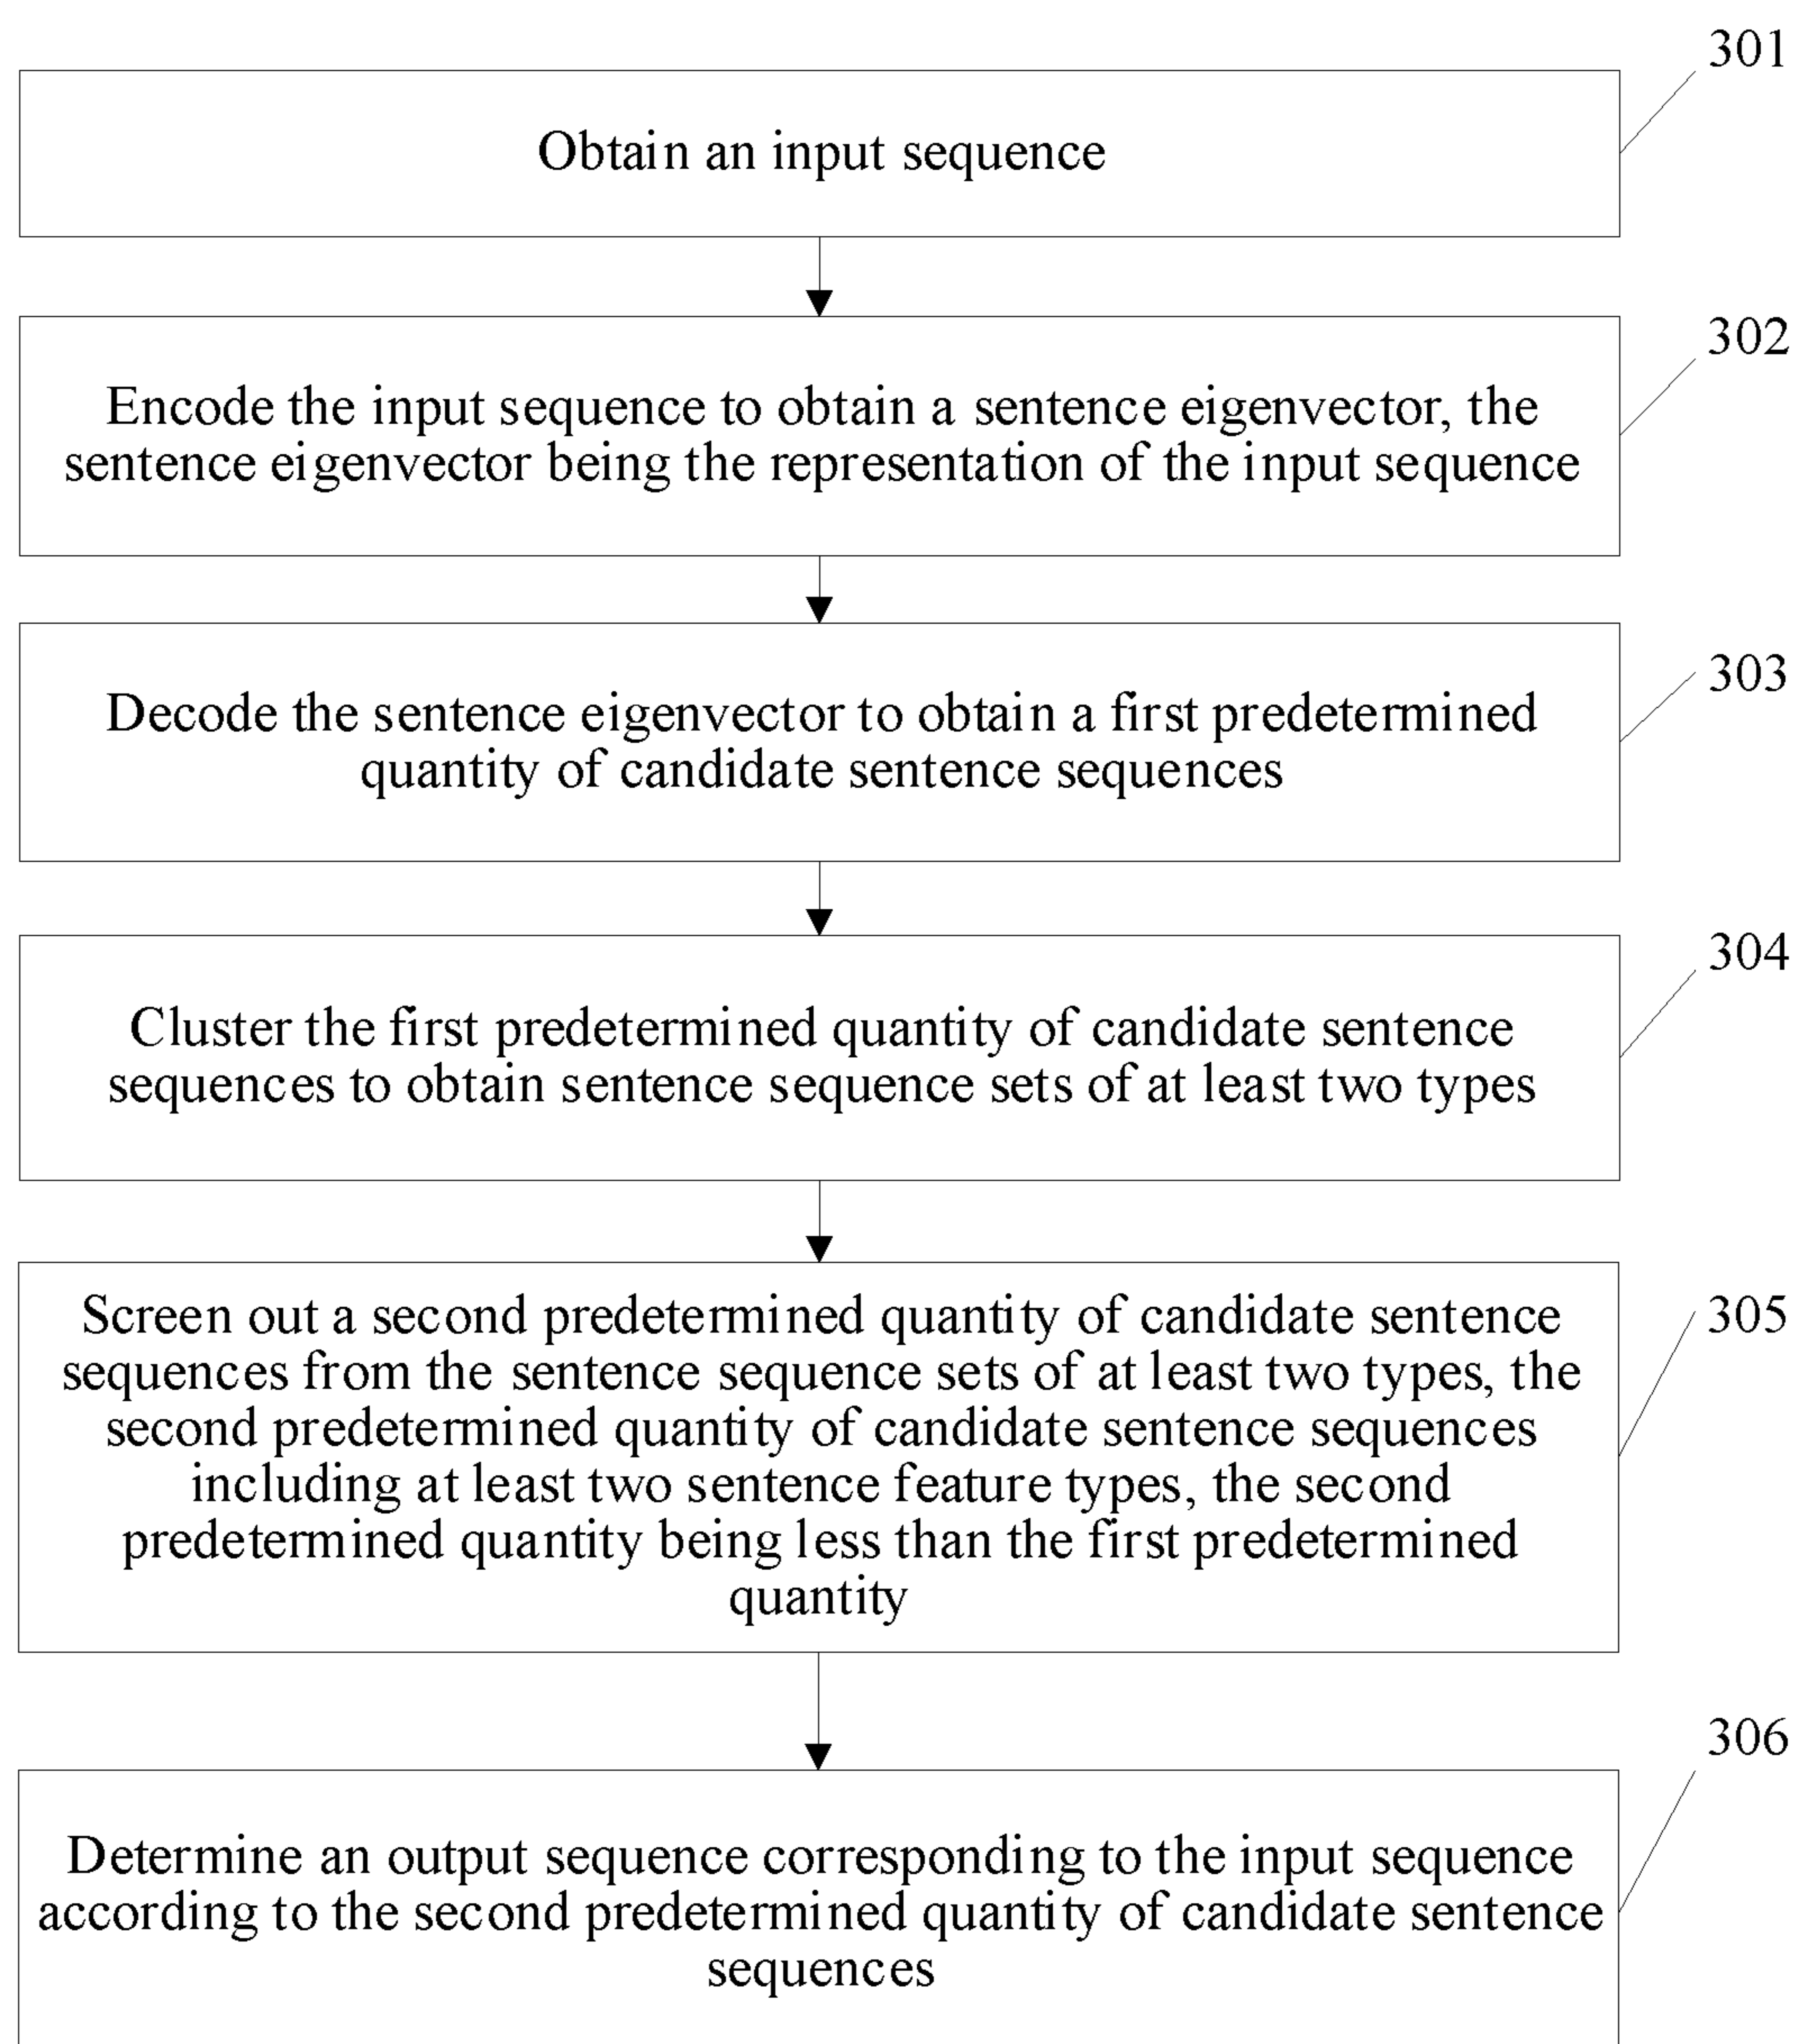 301
Obtain an input sequence
302
Encode the input sequence to obtain a sentence eigenvector, the
sentence eigenvector being the representation of the input sequence
303
Decode the sentence eigenvector to obtain a first predetermined
quantity of candidate sentence sequences
304
Cluster the first predetermined quantity of candidate sentence
sequences to obtain sentence sequence sets of at least two types
305
Screen out a second predetermined quantity of candidate sentence
sequences from the sentence sequence sets of at least two types, the
second predetermined quantity of candidate sentence sequences
including at least two sentence feature types, the second
predetermined quantity being less than the first predetermined
quantity
306
Determine an output sequence corresponding to the input sequence
according to the second predetermined quantity of candidate sentence
sequences